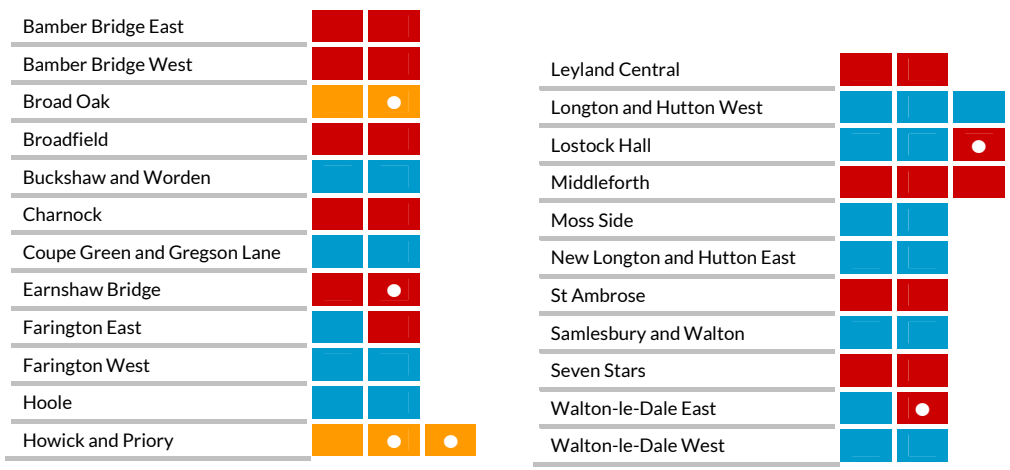 Bamber Bridge East
Bamber Bridge West
Broad Oak
Broadfield
Buckshaw and Worden
Charnock
Coupe Green and Gregson Lane
Earnshaw Bridge
Farington East
Farington West
Hoole
Howick and Priory
Leyland Central
Longton and Hutton West
Lostock Hall
Middleforth
Moss Side
New Longton and Hutton East
St Ambrose
Samlesbury and Walton
Seven Stars
Walton-le-Dale East
Walton-le-Dale West